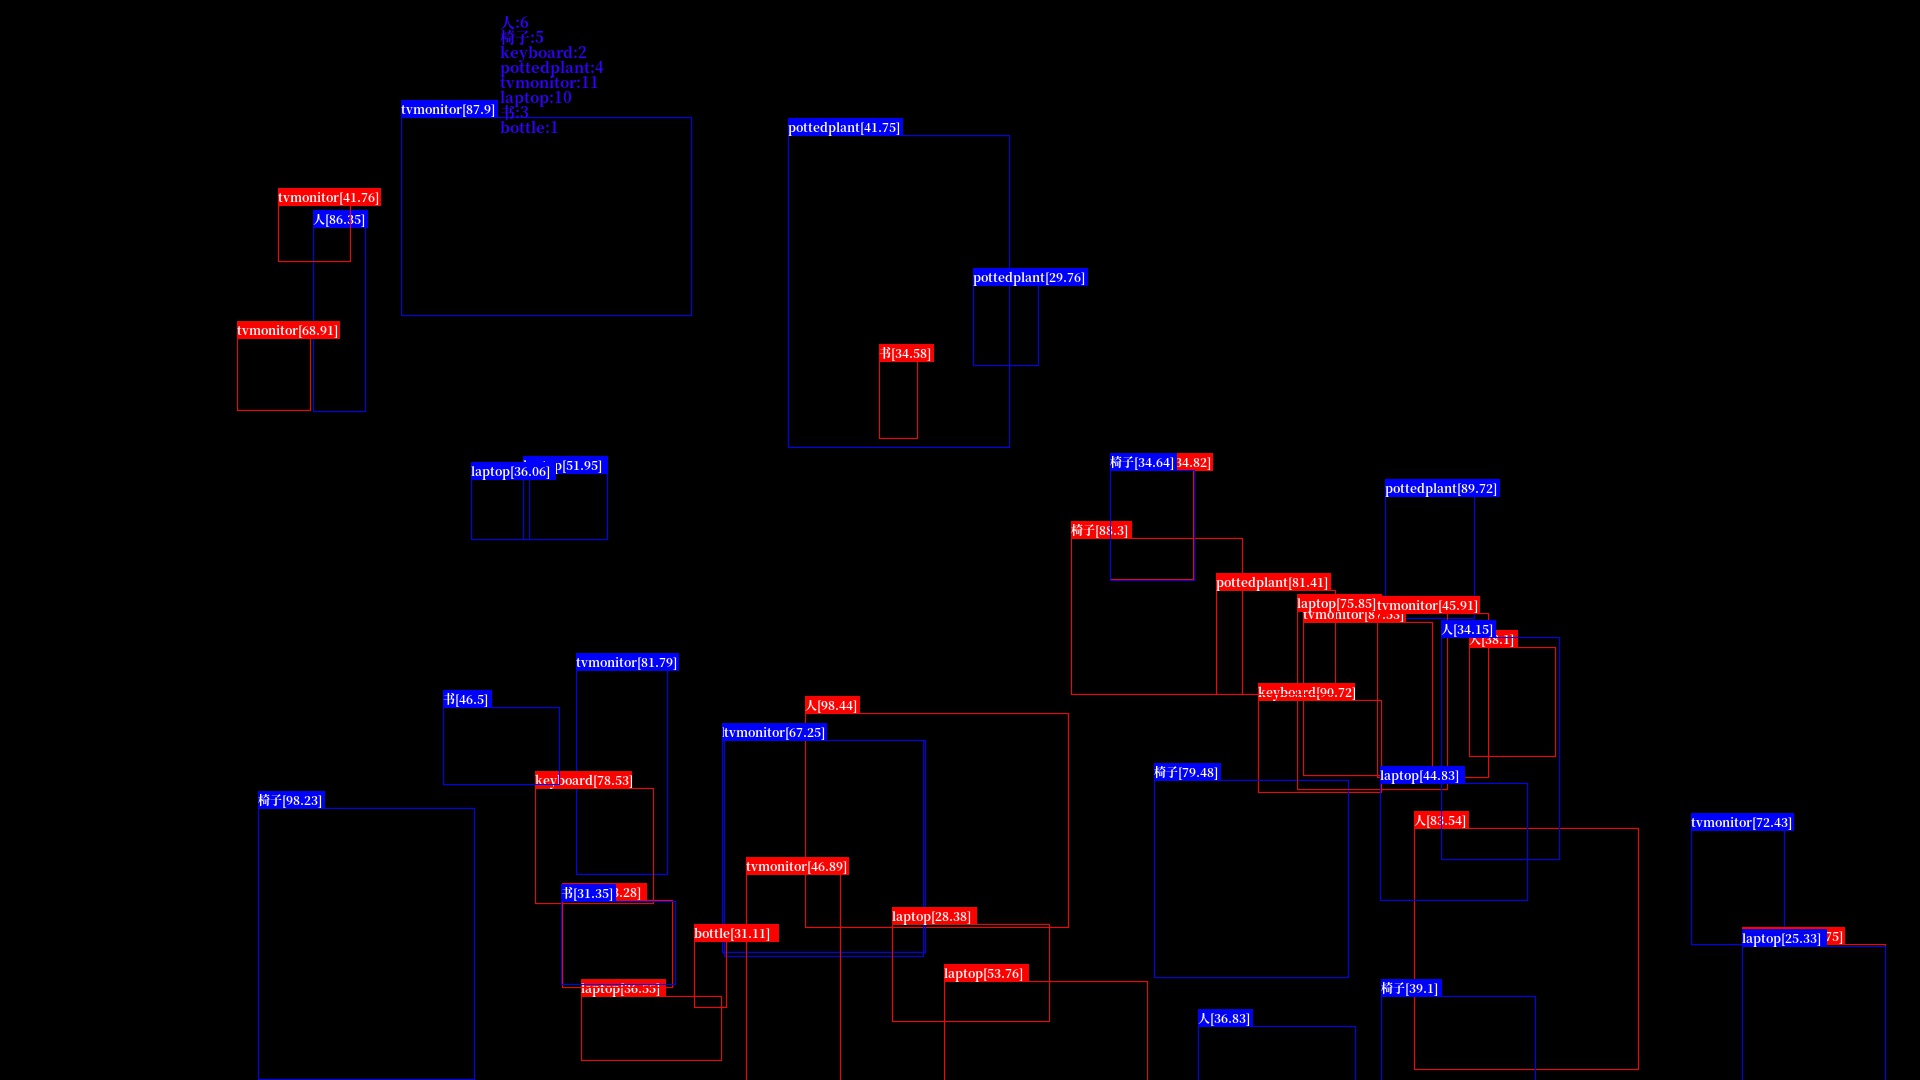 人:6
椅子:5
keyboard:2
pottedplant:4
tvmonitor:11
laptop:10
书:3
bottle:1
tvmonitor[87.9]
pottedplant[41.75]
tvmonitor[41.76]
人[86.35]
pottedplant[29.76]
tvmonitor[68.91]
书[34.58]
laptop[36.06]
p[51.95]
椅子[34.64]
34.82]
pottedplant[89.72]
椅子[88.3]
pottedplant[81.41]
laptop[75.85]
tvmonitor[45.91]
tvmonitor[87.53]
人[34.15]
人[38.1]
tvmonitor[81.79]
keyboard[90.72]
书[46.5]
人[98.44]
tvmonitor[67.25]
椅子[79.48]
laptop[44.83]
keyboard[78.53]
椅子[98.23]
人[83.54]
tvmonitor[72.43]
tvmonitor[46.89]
书[31.35]
.28]
laptop[28.38]
bottle[31.11]
laptop[25.33]
75]
laptop[53.76]
laptop[36.55]
椅子[39.1]
人[36.83]